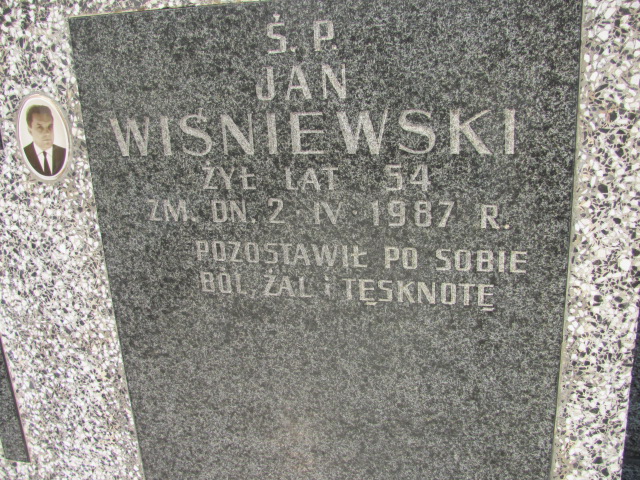 Ś. P.
JAN
WIŚNIEWSKI
ŻYŁ LAT 54
ZM. DN. 2-IV 1987 R.
POZOSTAWIŁ PO SOBIE
BÓL, ŻAL i TĘSKNOTĘ